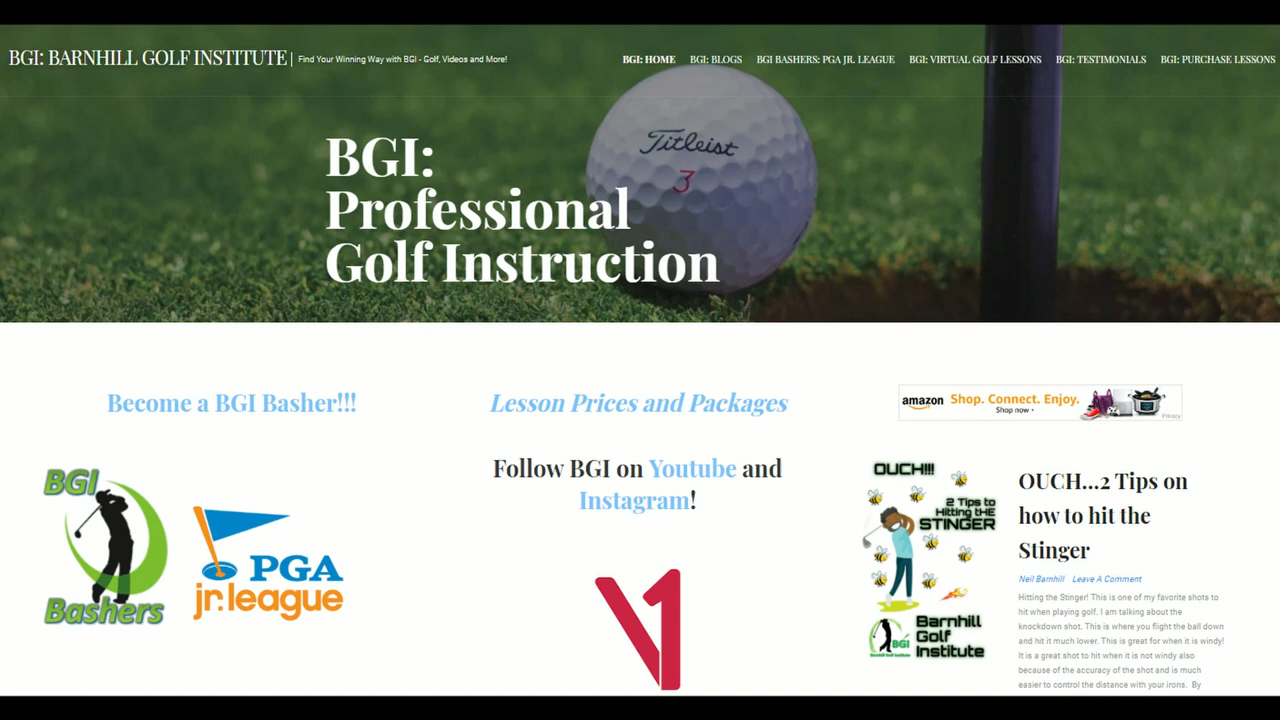 BGI: BARNHILL GOLF INSTITUTE | Find Your Winning Way with BGI - Golf, Videos and More!
BGI: HOME BGI: BLOGS BGI BASHERS: PGA JR. LEAGUE BGI: VIRTUAL GOLF LESSONS BGI: TESTIMONIALS BGI: PURCHASE LESSONS
Titleist
3
BGI:
Professional
Golf Instruction
Become a BGI Basher!!!
BGI
Bashers
PGA
jr.league
Lesson Prices and Packages
Follow BGI on Youtube and
Instagram!
V1
amazon Shop. Connect. Enjoy.
Shop now
Privacy
OUCH!!!
2 Tips to
Hitting tHE
STINGER
BGI
Barnhill Golf Institute
Barnhill
Golf
Institute
OUCH...2 Tips on
how to hit the
Stinger
Neil Barnhill Leave A Comment
Hitting the Stinger! This is one of my favorite shots to
hit when playing golf. I am talking about the
knockdown shot. This is where you flight the ball down
and hit it much lower. This is great for when it is windy!
It is a great shot to hit when it is not windy also
because of the accuracy of the shot and is much
easier to control the distance with your irons. By